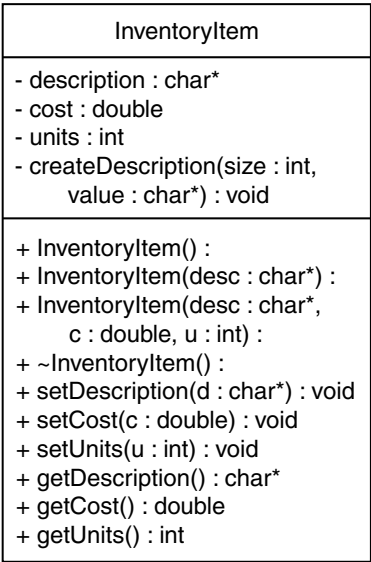 InventoryItem
- description : char*
- cost : double
- units : int
- createDescription(size : int,
value : char*) : void
+ InventoryItem() :
+ InventoryItem(desc : char*) :
+ InventoryItem(desc : char*,
c : double, u : int) :
+ ~InventoryItem() :
+ setDescription(d : char*) : void
+ setCost(c : double) : void
+ setUnits(u : int) : void
+ getDescription() : char*
+ getCost() : double
+ getUnits() : int